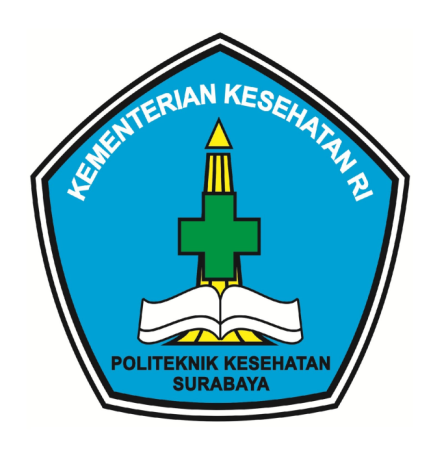 KEMENTERIAN KESEHATAN RI
POLITEKNIK KESEHATAN
SURABAYA